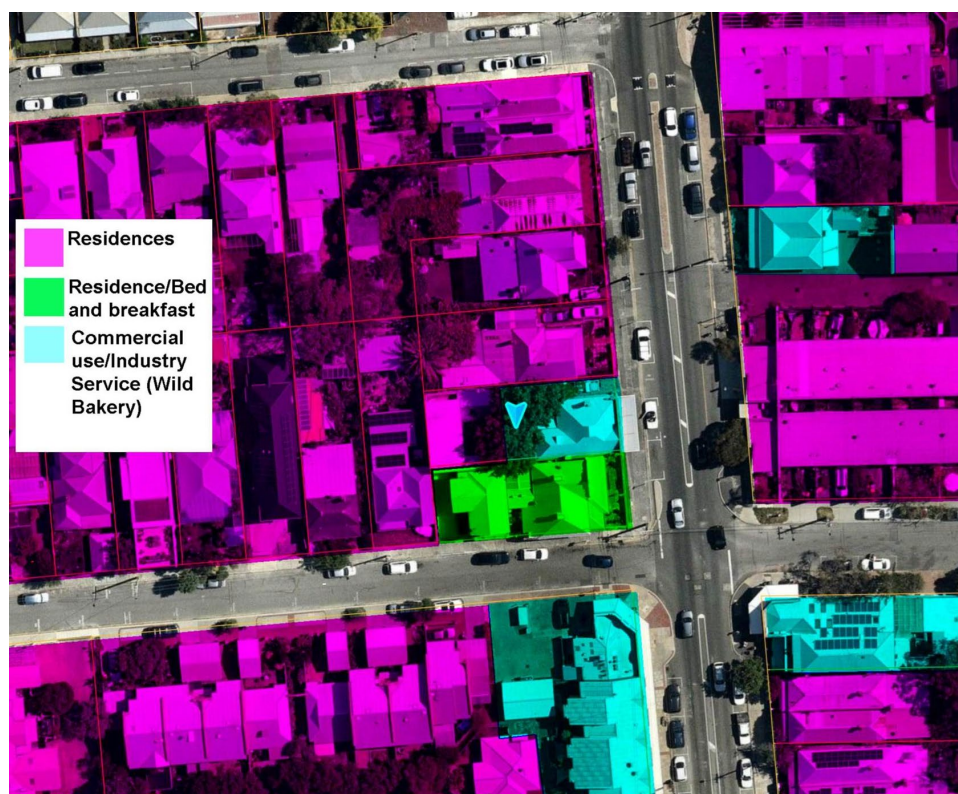 Residences
Residence/Bed
and breakfast
Commercial
use/Industry
Service (Wild
Bakery)